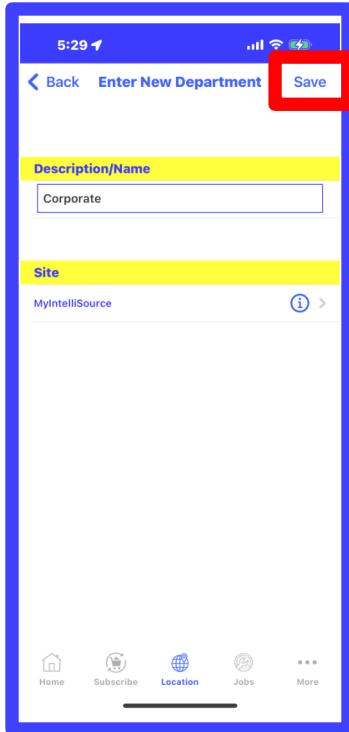 5:29
Back Enter New Department Save
Description/Name
Corporate
Site
MyIntelliSource
Home Subscribe Location Jobs More